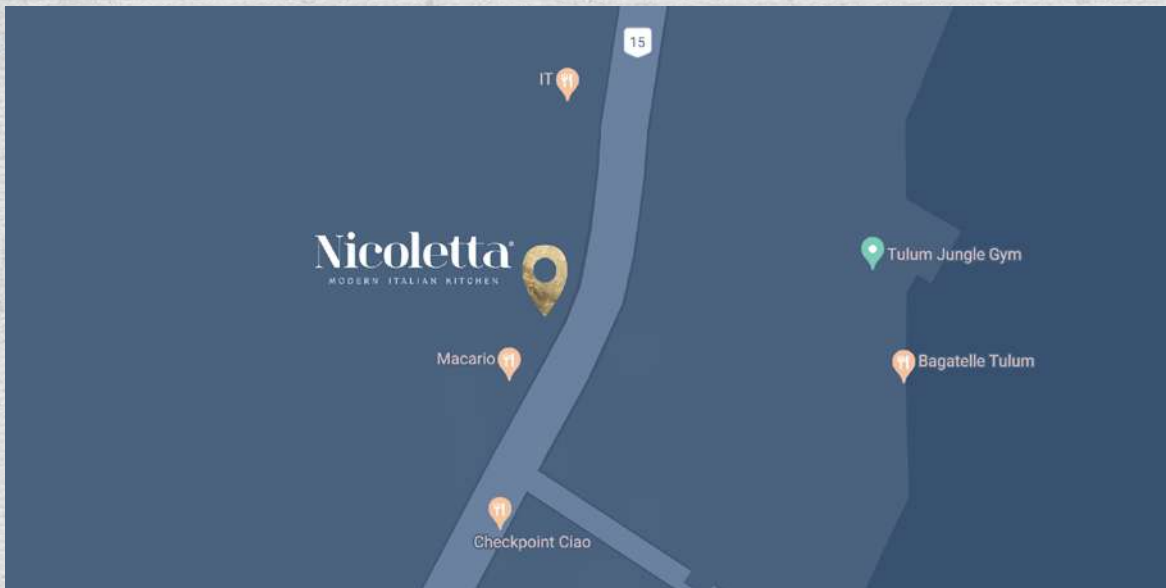 15
IT
Nicoletta®
MODERN ITALIAN KITCHEN
Tulum Jungle Gym
Macario
Bagatelle Tulum
Checkpoint Ciao